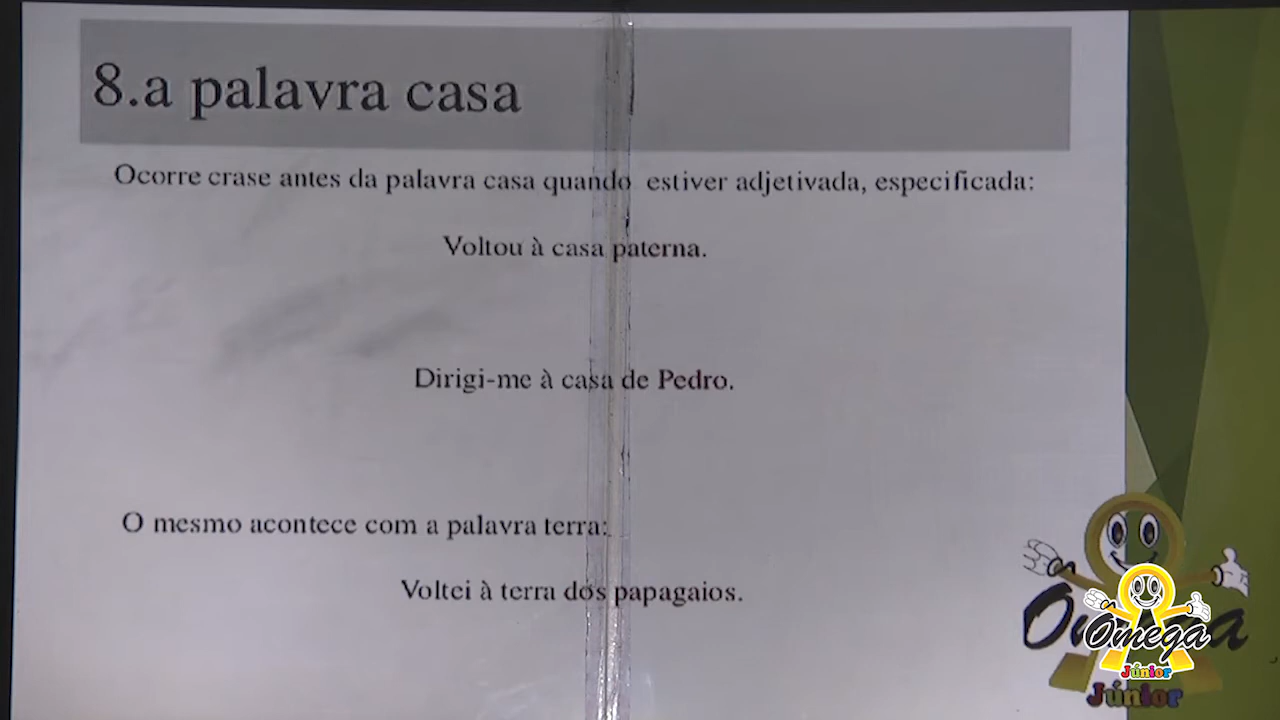 8.a palavra casa
Ocorre crase antes da palavra casa quando estiver adjetivada, especificada:
Voltou à casa paterna.
Dirigi-me à casa de Pedro.
O mesmo acontece com a palavra terra:
Voltei à terra dos papagaios.
Omega
Júnior
Júnior